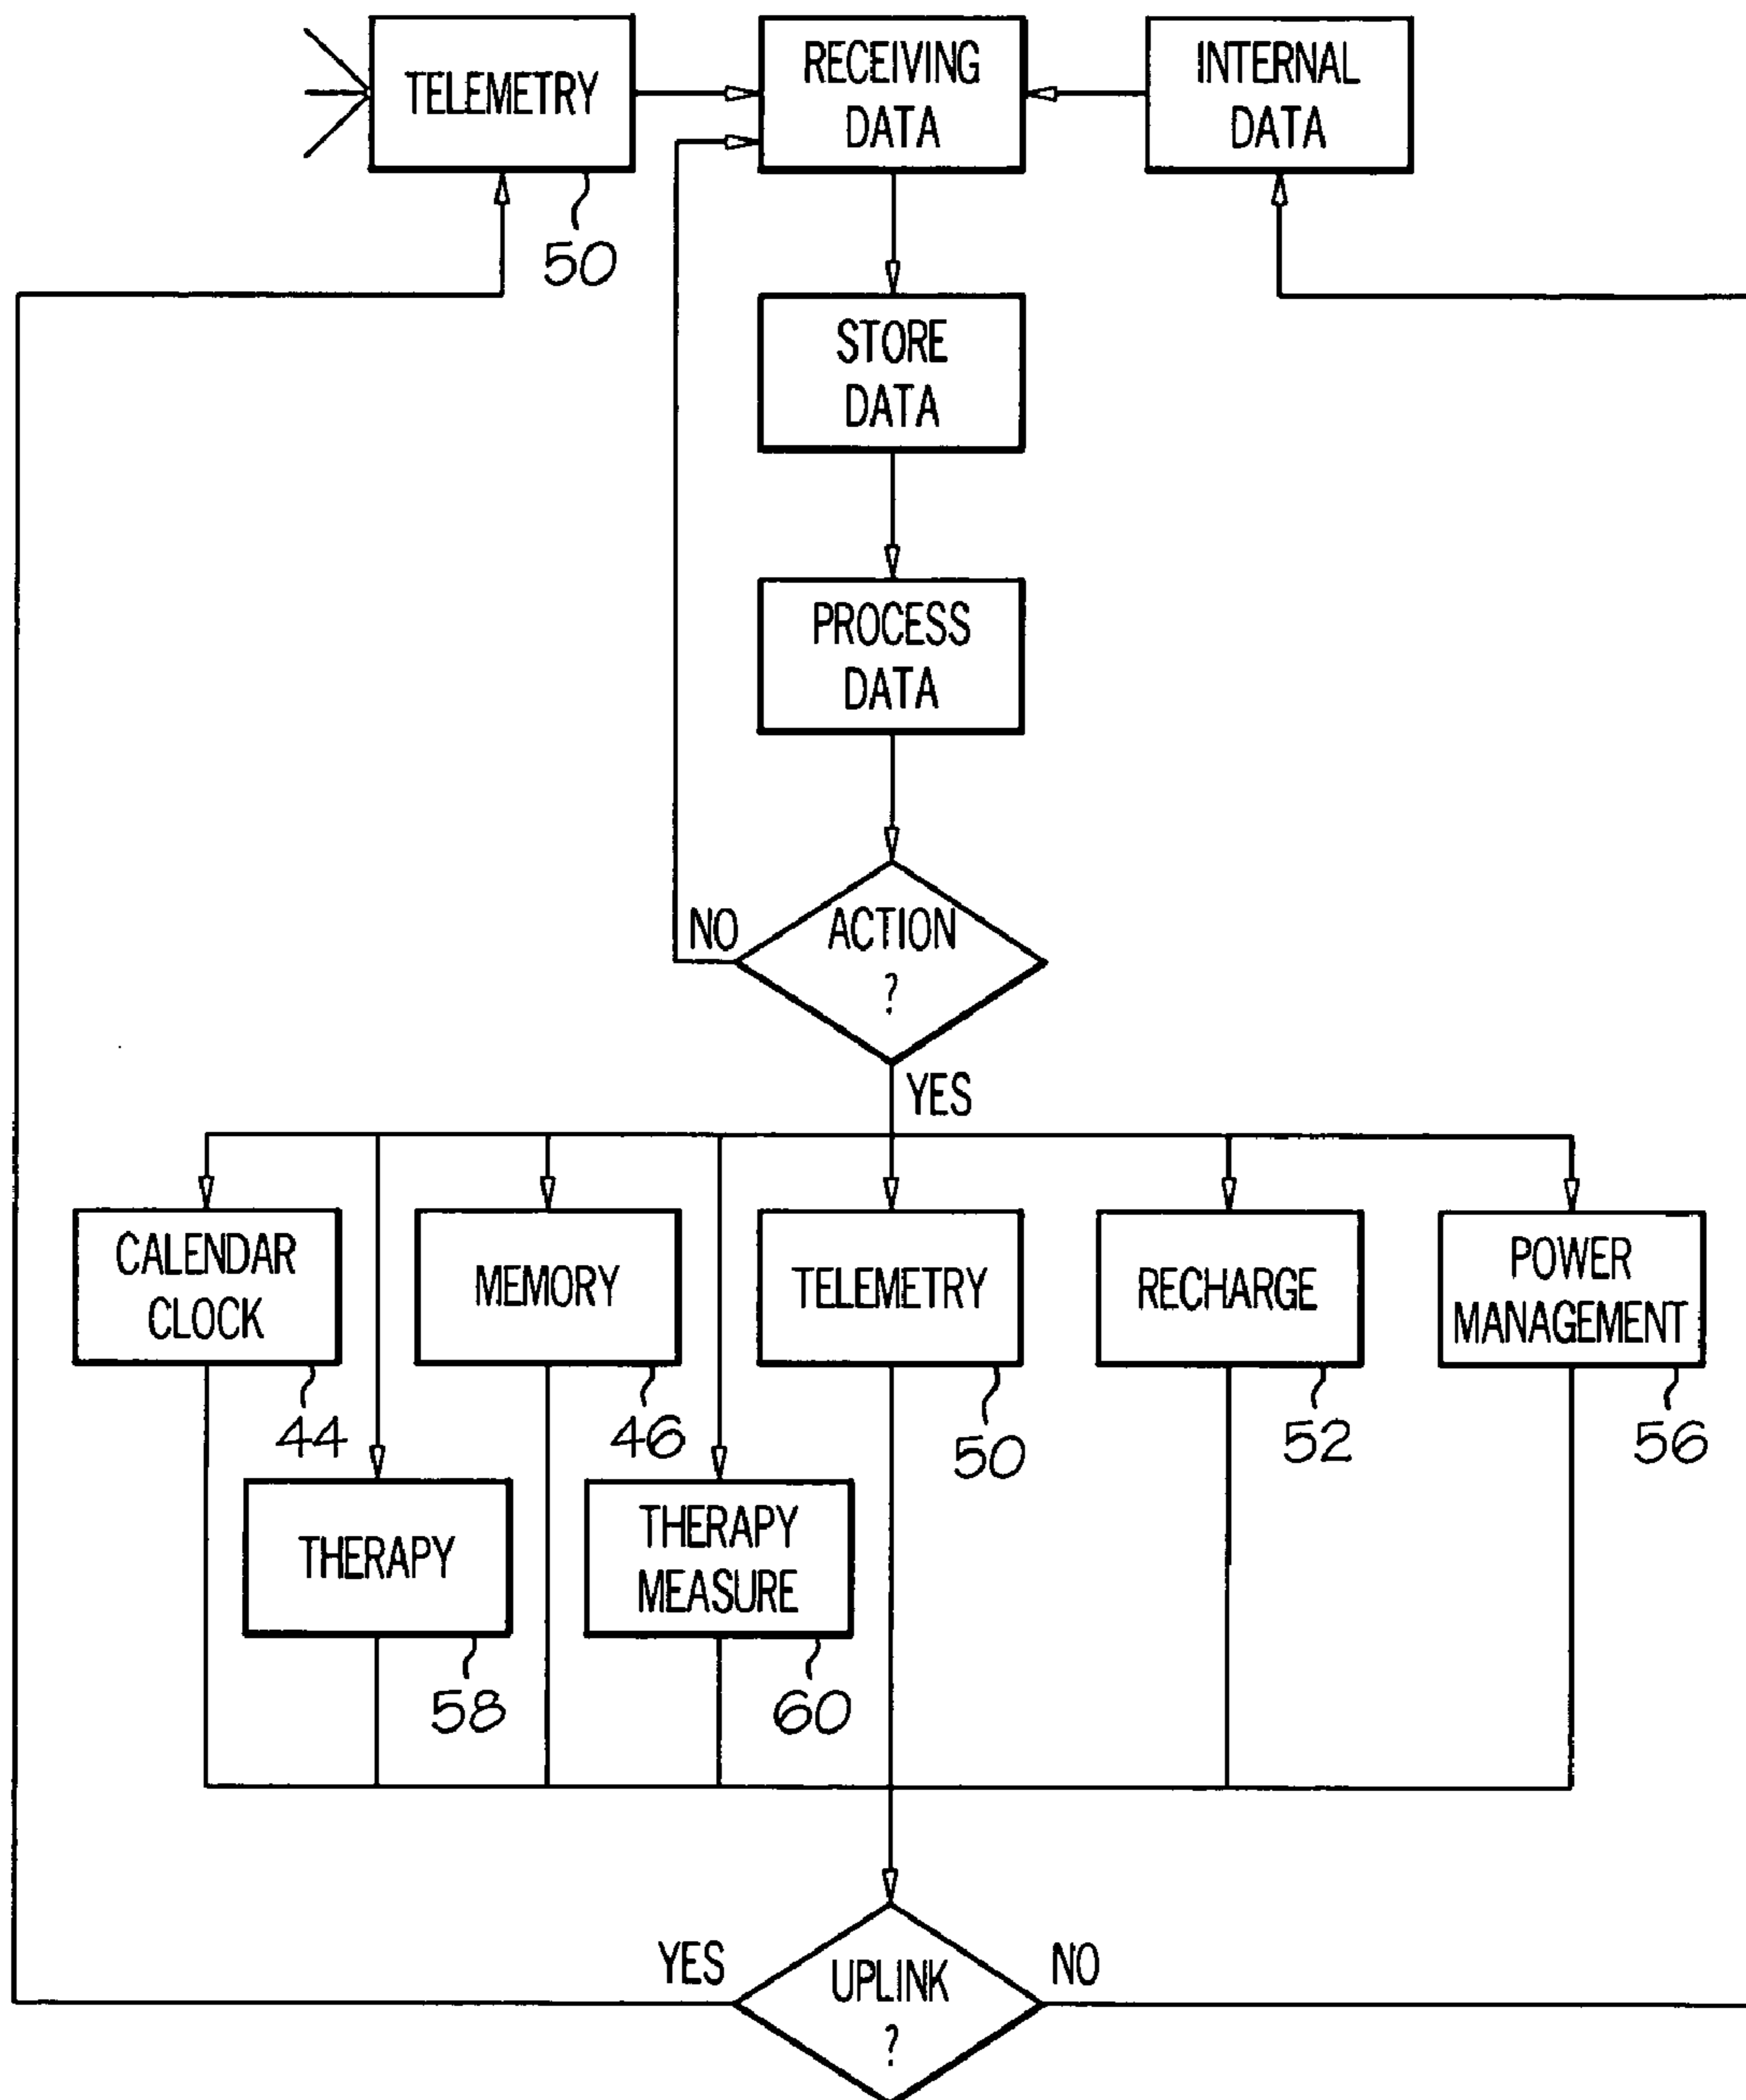 TELEMETRY
RECEIVING
DATA
INTERNAL
DATA
50
STORE
DATA
PROCESS
DATA
NO
ACTION
?
YES
CALENDAR
CLOCK
MEMORY
TELEMETRY
RECHARGE
POWER
MANAGEMENT
44
46
50
52
56
THERAPY
THERAPY
MEASURE
58
60
YES
UPLINK
?
NO